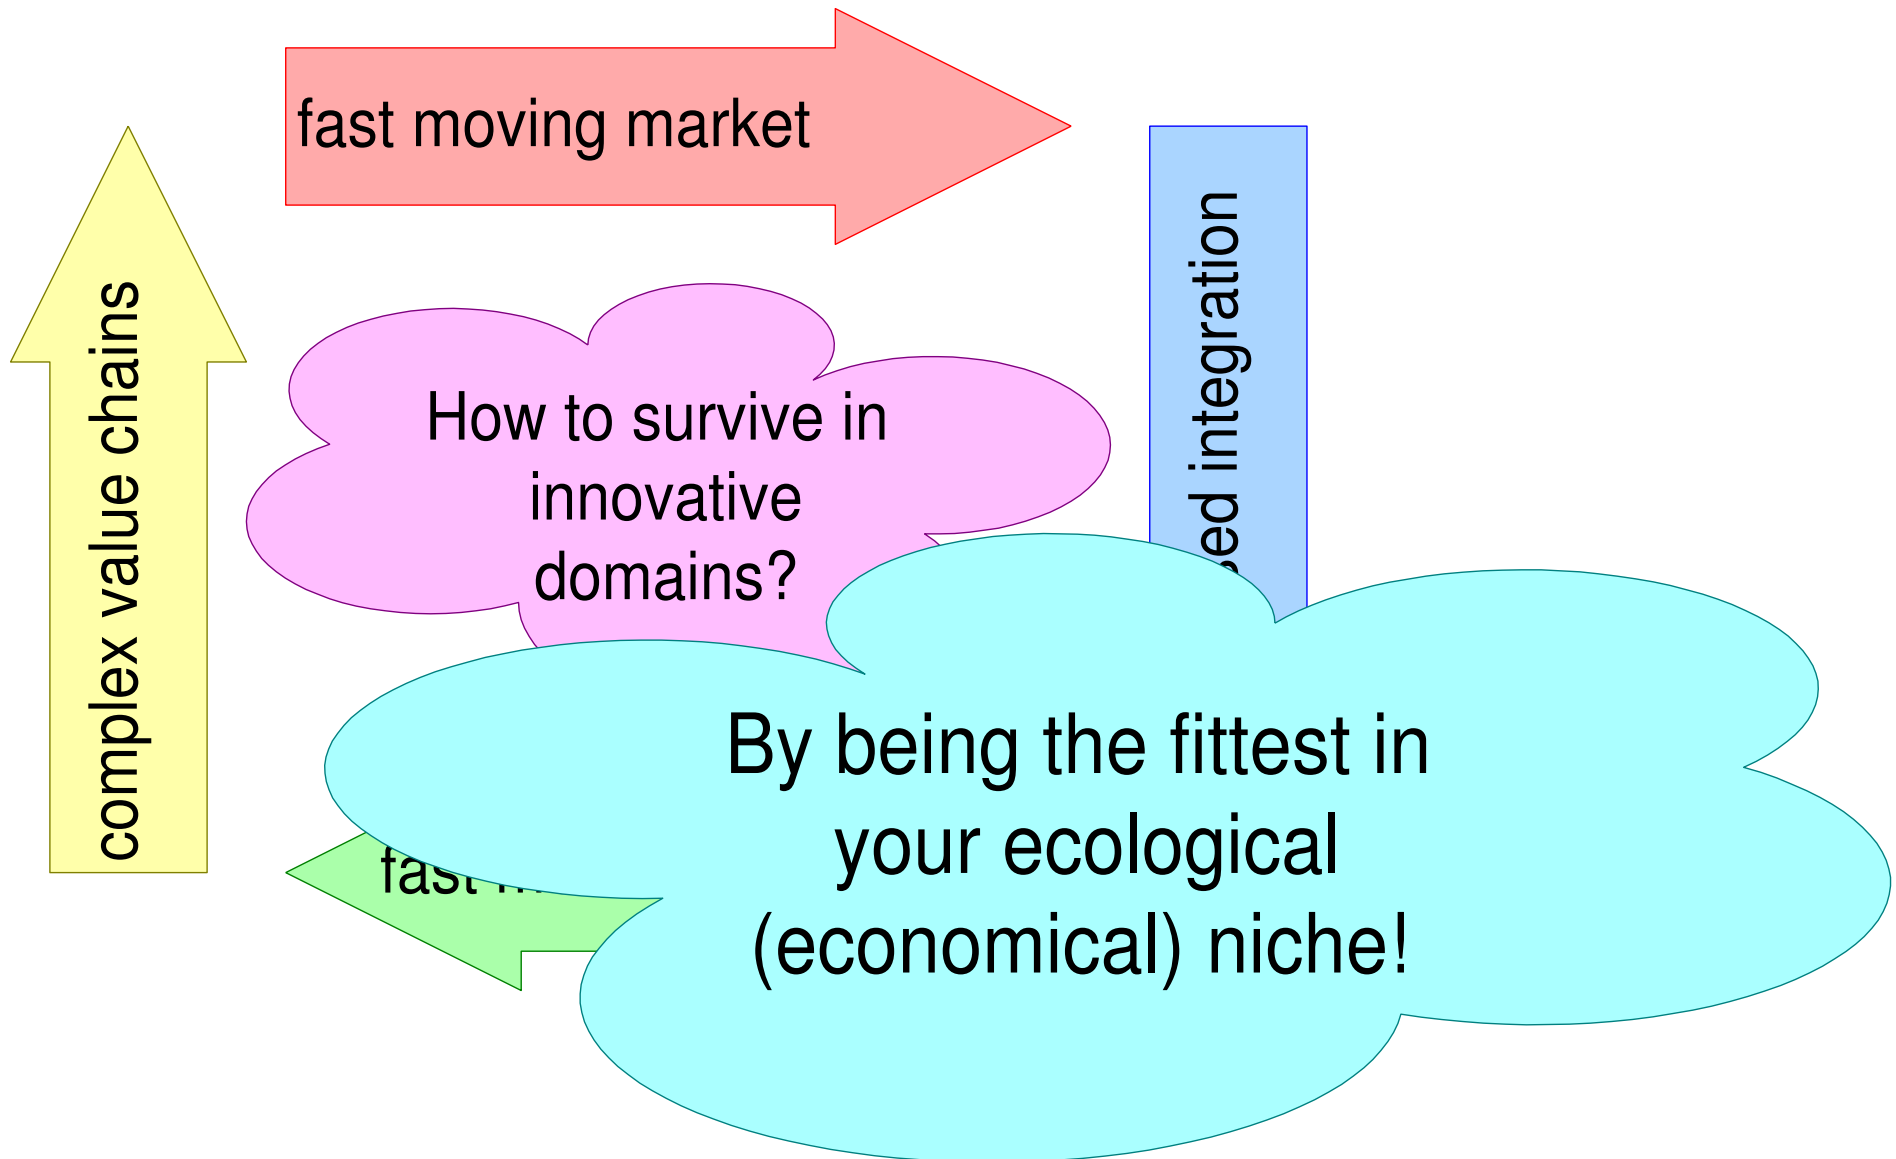 fast moving market
complex value chains
integration
How to survive in
innovative
domains?
By being the fittest in
your ecological
(economical) niche!
fast